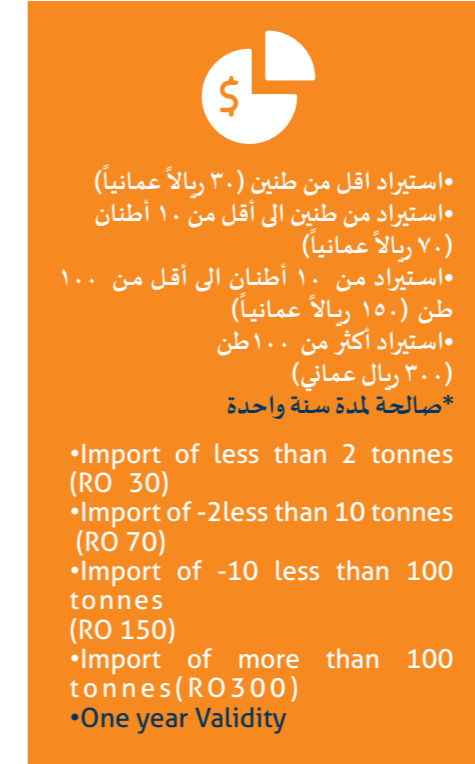 $
•استيراد اقل من طنين (٣٠ ريالاً عمانياً)
•استيراد من طنين الى أقل من ١٠ أطنان
(٧٠ ريالاً عمانياً)
•استيراد من ١٠ أطنان الى أقل من ١٠٠
طن (١٥٠ ريالاً عمانياً)
•استيراد أكثر من ١٠٠طن
(٣٠٠ ريال عماني)
*صالحة لمدة سنة واحدة
•Import of less than 2 tonnes
(RO 30)
•Import of -2less than 10 tonnes
(RO 70)
•Import of -10 less than 100
tonnes
(RO 150)
•Import of more than 100
tonnes(RO300)
•One year Validity